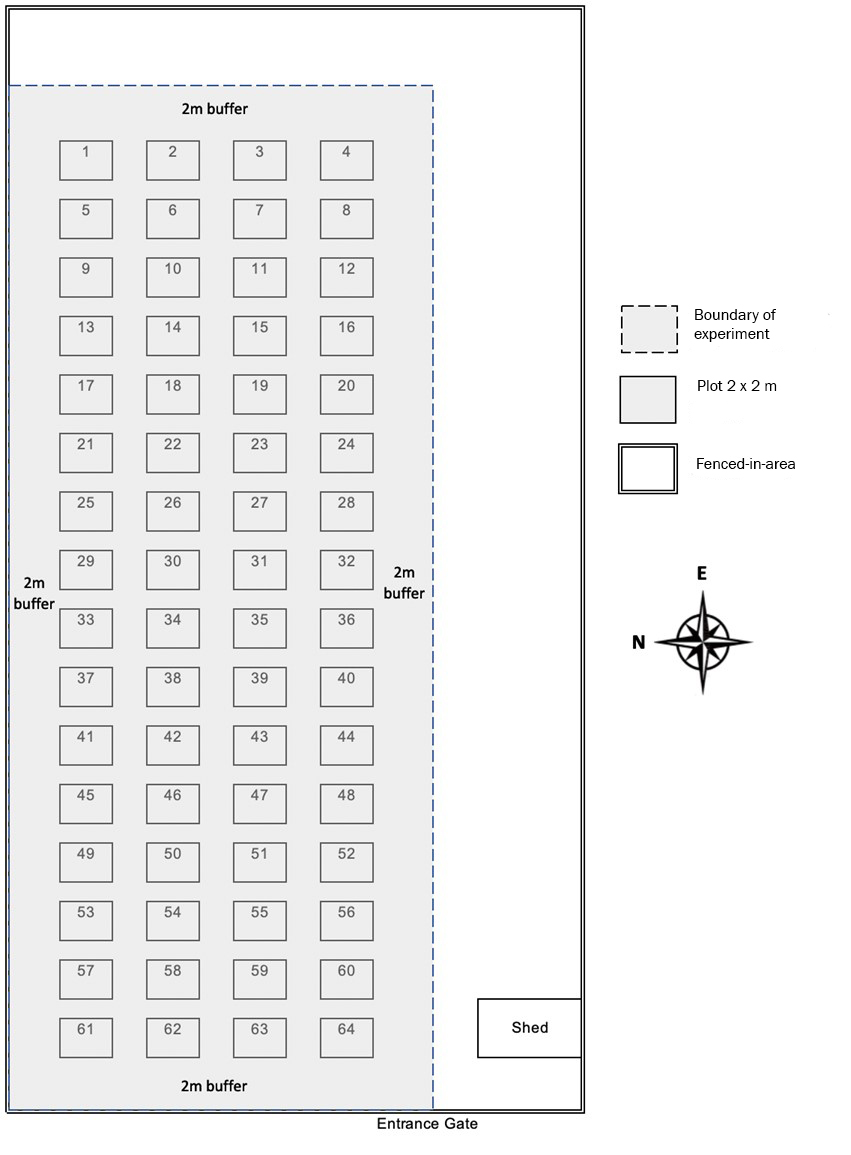 2m buffer
1 2 3 4
5 6 7 8
9 10 11 12
13 14 15 16
17 18 19 20
21 22 23 24
25 26 27 28
29 30 31 32
2m
buffer
2m
buffer
33 34 35 36
37 38 39 40
41 42 43 44
45 46 47 48
49 50 51 52
53 54 55 56
57 58 59 60
61 62 63 64
2m buffer
Shed
Entrance Gate
Boundary of
experiment
Plot 2 x 2 m
Fenced-in-area
E
N